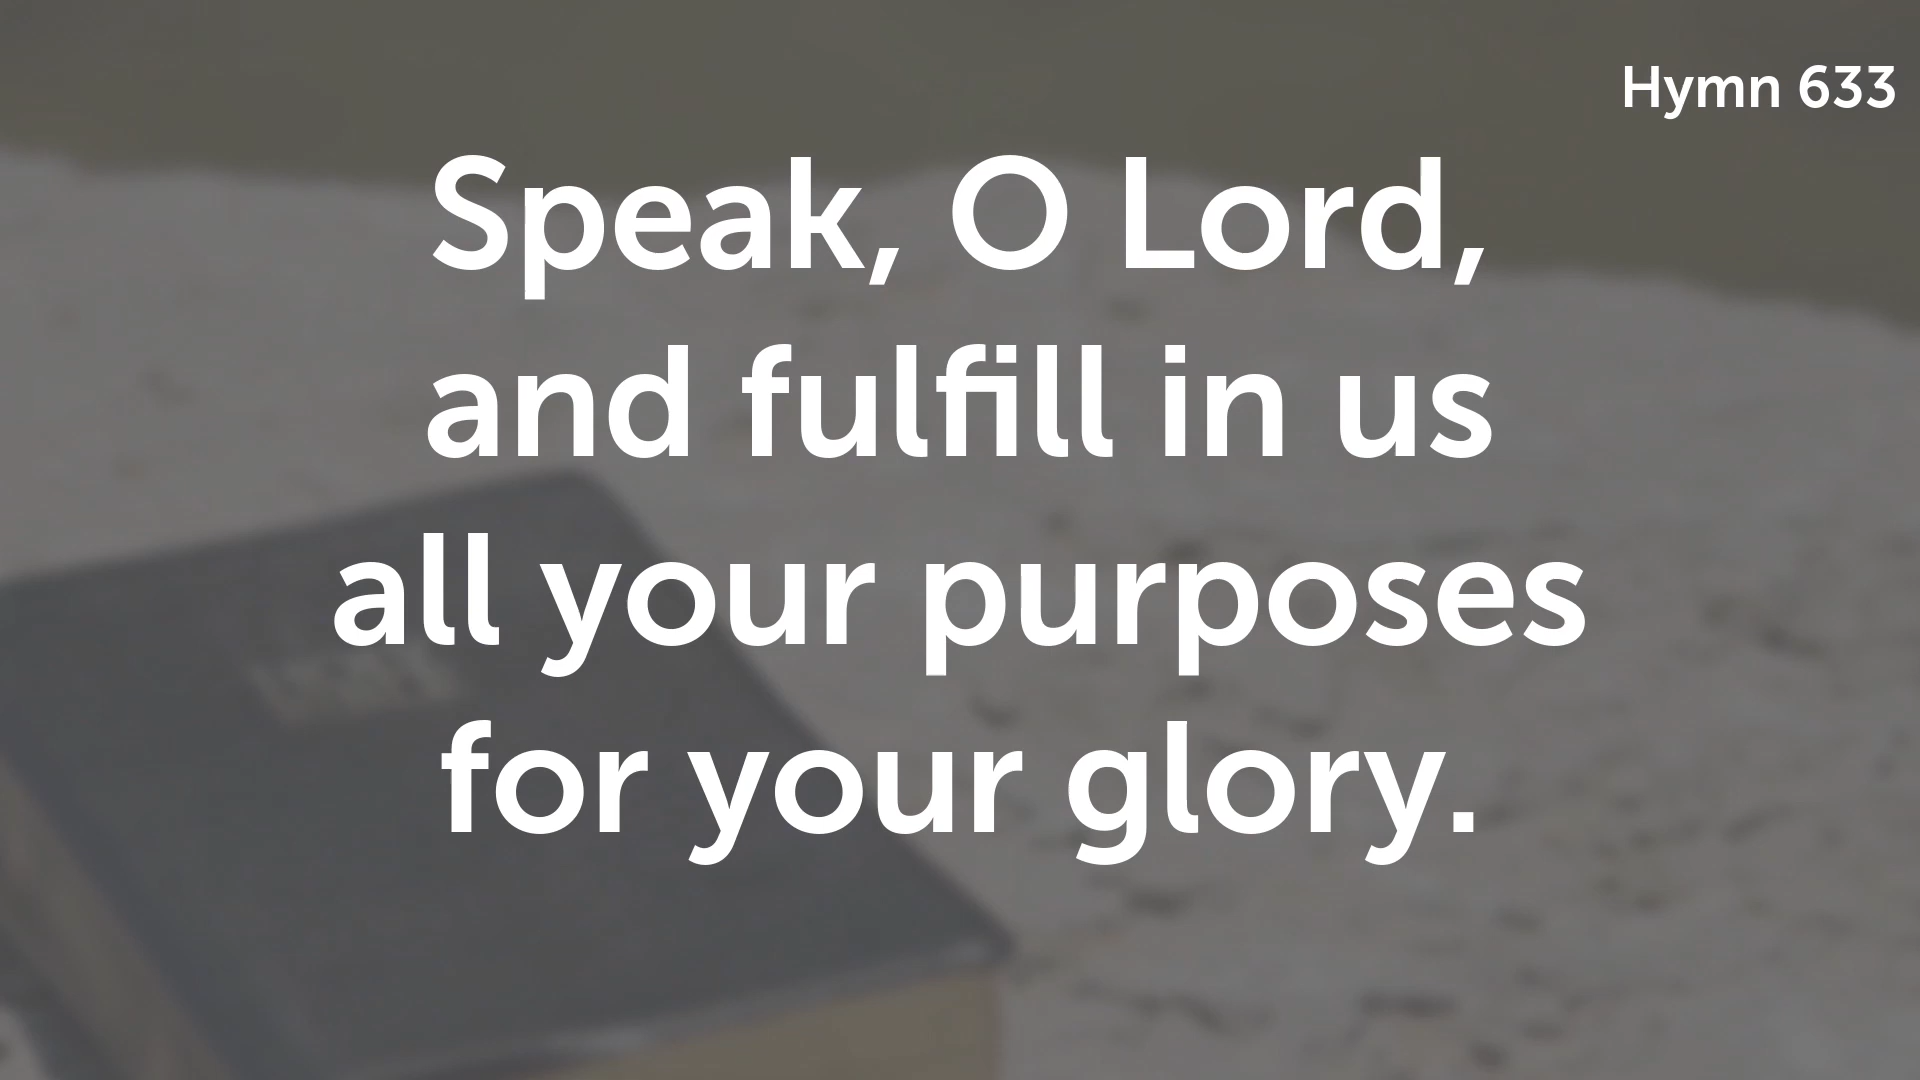 Hymn 633
Speak, O Lord,
and fulfill in us
all your purposes
for your glory.